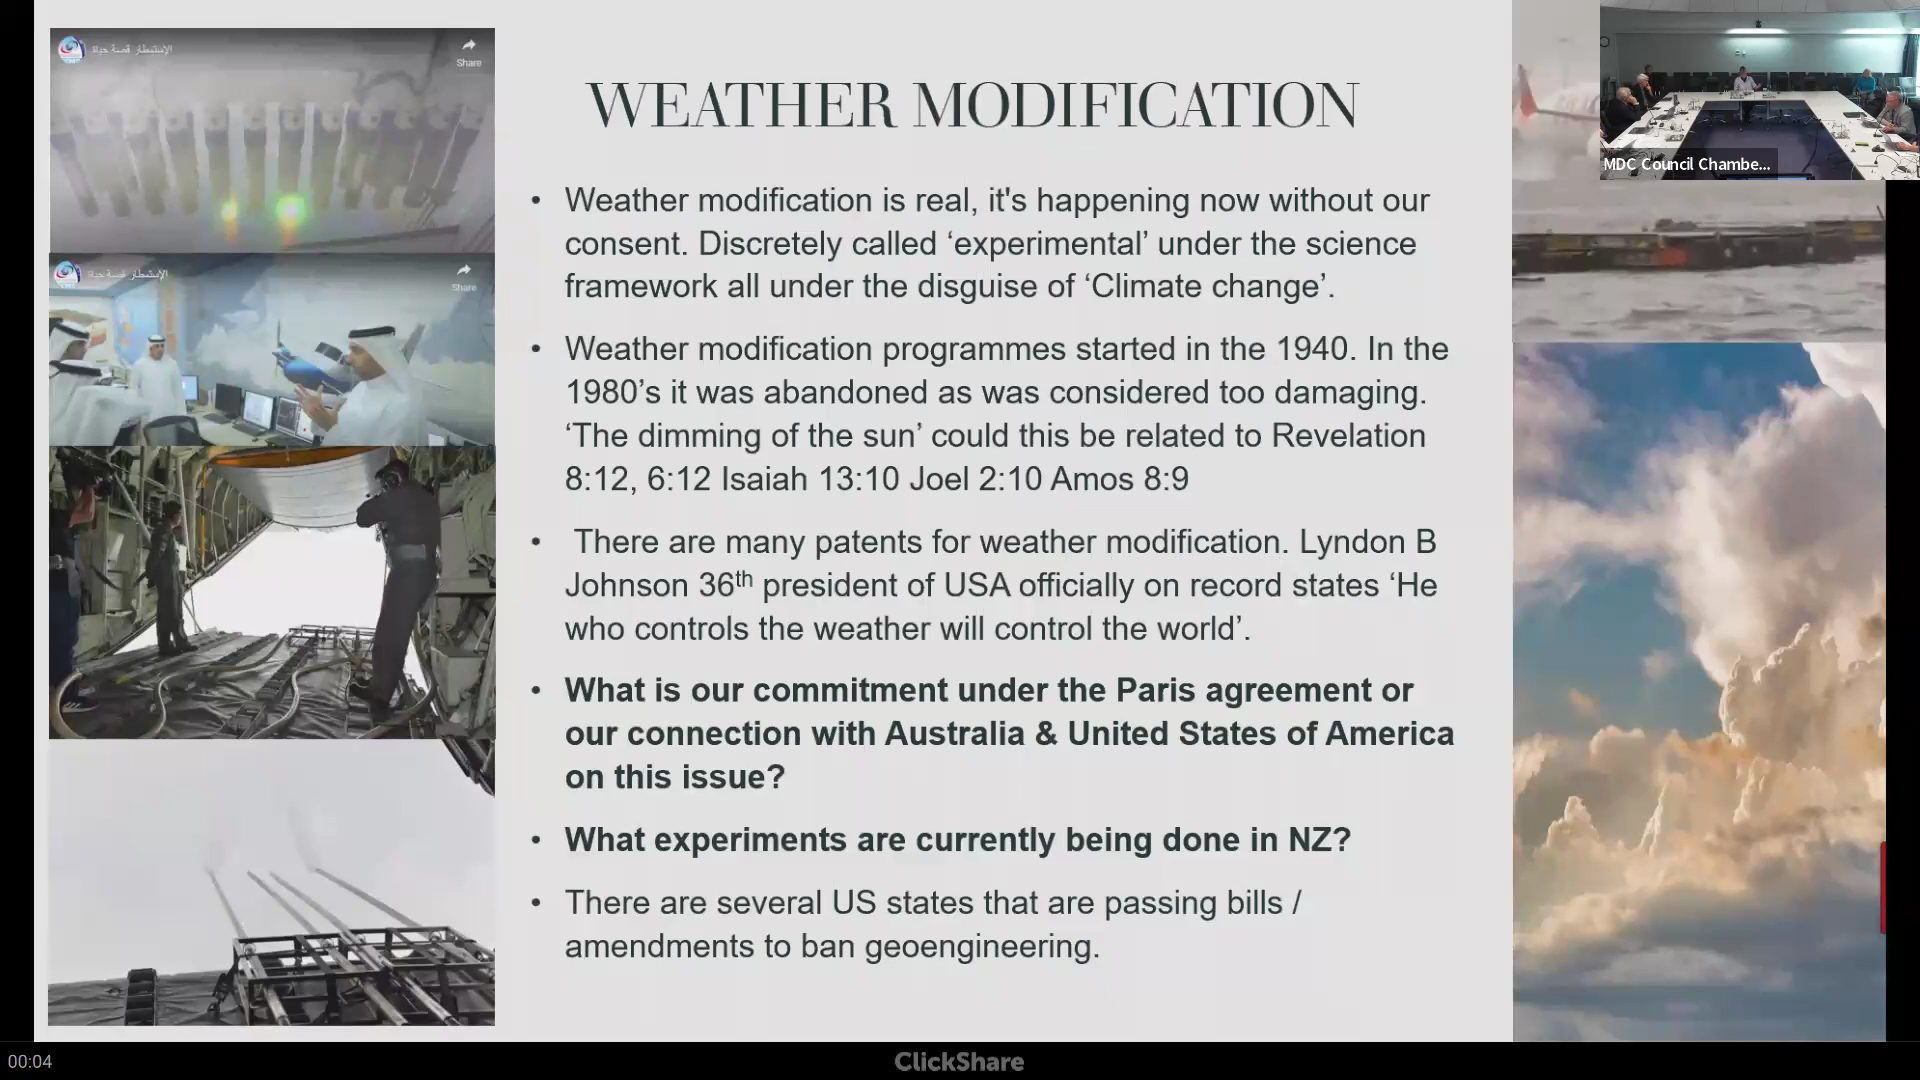 الإستمطار قصة حياة
Share
الإستمطار قصة حياة
Share
WEATHER MODIFICATION
• Weather modification is real, it's happening now without our
consent. Discretely called ‘experimental’ under the science
framework all under the disguise of ‘Climate change’.
• Weather modification programmes started in the 1940. In the
1980’s it was abandoned as was considered too damaging.
‘The dimming of the sun’ could this be related to Revelation
8:12, 6:12 Isaiah 13:10 Joel 2:10 Amos 8:9
• There are many patents for weather modification. Lyndon B
Johnson 36th president of USA officially on record states ‘He
who controls the weather will control the world’.
• What is our commitment under the Paris agreement or
our connection with Australia & United States of America
on this issue?
• What experiments are currently being done in NZ?
• There are several US states that are passing bills /
amendments to ban geoengineering.
MDC Council Chambe...
00:04
ClickShare